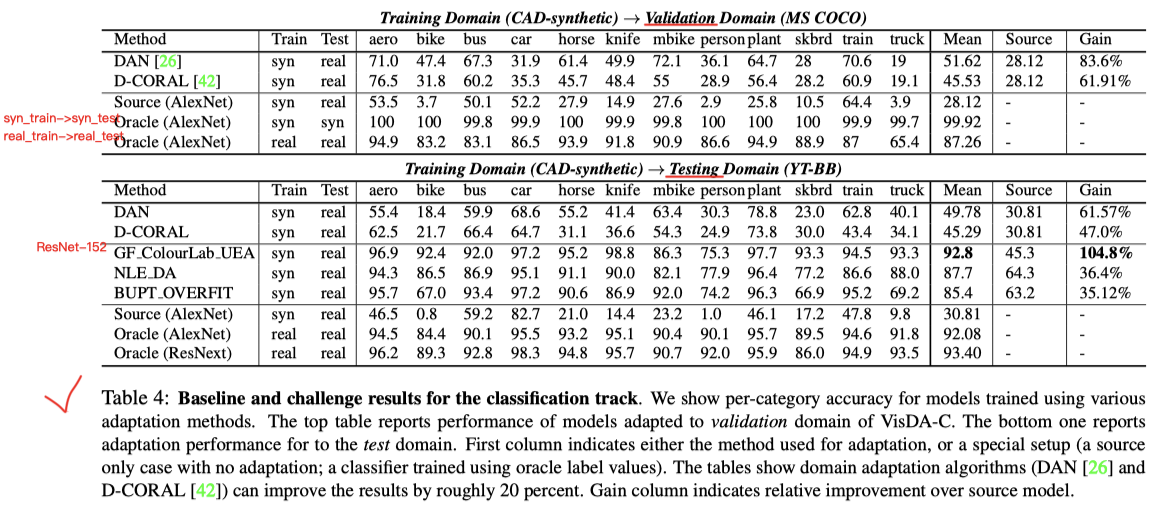 Training Domain (CAD-synthetic) → Validation Domain (MS COCO)
Method Train Test aero bike bus car horse knife mbike person plant skbrd train truck Mean Source Gain
DAN [26] syn real 71.0 47.4 67.3 31.9 61.4 49.9 72.1 36.1 64.7 28 70.6 19 51.62 28.12 83.6%
D-CORAL [42] syn real 76.5 31.8 60.2 35.3 45.7 48.4 55 28.9 56.4 28.2 60.9 19.1 45.53 28.12 61.91%
Source (AlexNet) syn real 53.5 3.7 50.1 52.2 27.9 14.9 27.6 2.9 25.8 10.5 64.4 3.9 28.12 - -
syn_train->syn_test Oracle (AlexNet) syn syn 100 100 99.8 99.9 100 99.9 99.8 100 100 100 99.9 99.7 99.92 - -
real_train->real_test Oracle (AlexNet) real real 94.9 83.2 83.1 86.5 93.9 91.8 90.9 86.6 94.9 88.9 87 65.4 87.26 - -
Training Domain (CAD-synthetic) → Testing Domain (YT-BB)
Method Train Test aero bike bus car horse knife mbike person plant skbrd train truck Mean Source Gain
DAN syn real 55.4 18.4 59.9 68.6 55.2 41.4 63.4 30.3 78.8 23.0 62.8 40.1 49.78 30.81 61.57%
D-CORAL syn real 62.5 21.7 66.4 64.7 31.1 36.6 54.3 24.9 73.8 30.0 43.4 34.1 45.29 30.81 47.0%
ResNet-152 GF_ColourLab_UEA syn real 96.9 92.4 92.0 97.2 95.2 98.8 86.3 75.3 97.7 93.3 94.5 93.3 92.8 45.3 104.8%
NLE_DA syn real 94.3 86.5 86.9 95.1 91.1 90.0 82.1 77.9 96.4 77.2 86.6 88.0 87.7 64.3 36.4%
BUPT_OVERFIT syn real 95.7 67.0 93.4 97.2 90.6 86.9 92.0 74.2 96.3 66.9 95.2 69.2 85.4 63.2 35.12%
Source (AlexNet) syn real 46.5 0.8 59.2 82.7 21.0 14.4 23.2 1.0 46.1 17.2 47.8 9.8 30.81 - -
Oracle (AlexNet) real real 94.5 84.4 90.1 95.5 93.2 95.1 90.4 90.1 95.7 89.5 94.6 91.8 92.08 - -
Oracle (ResNext) real real 96.2 89.3 92.8 98.3 94.8 95.7 90.7 92.0 95.9 86.0 94.9 93.5 93.40 - -
Table 4: Baseline and challenge results for the classification track. We show per-category accuracy for models trained using various
adaptation methods. The top table reports performance of models adapted to validation domain of VisDA-C. The bottom one reports
adaptation performance for to the test domain. First column indicates either the method used for adaptation, or a special setup (a source
only case with no adaptation; a classifier trained using oracle label values). The tables show domain adaptation algorithms (DAN [26] and
D-CORAL [42]) can improve the results by roughly 20 percent. Gain column indicates relative improvement over source model.